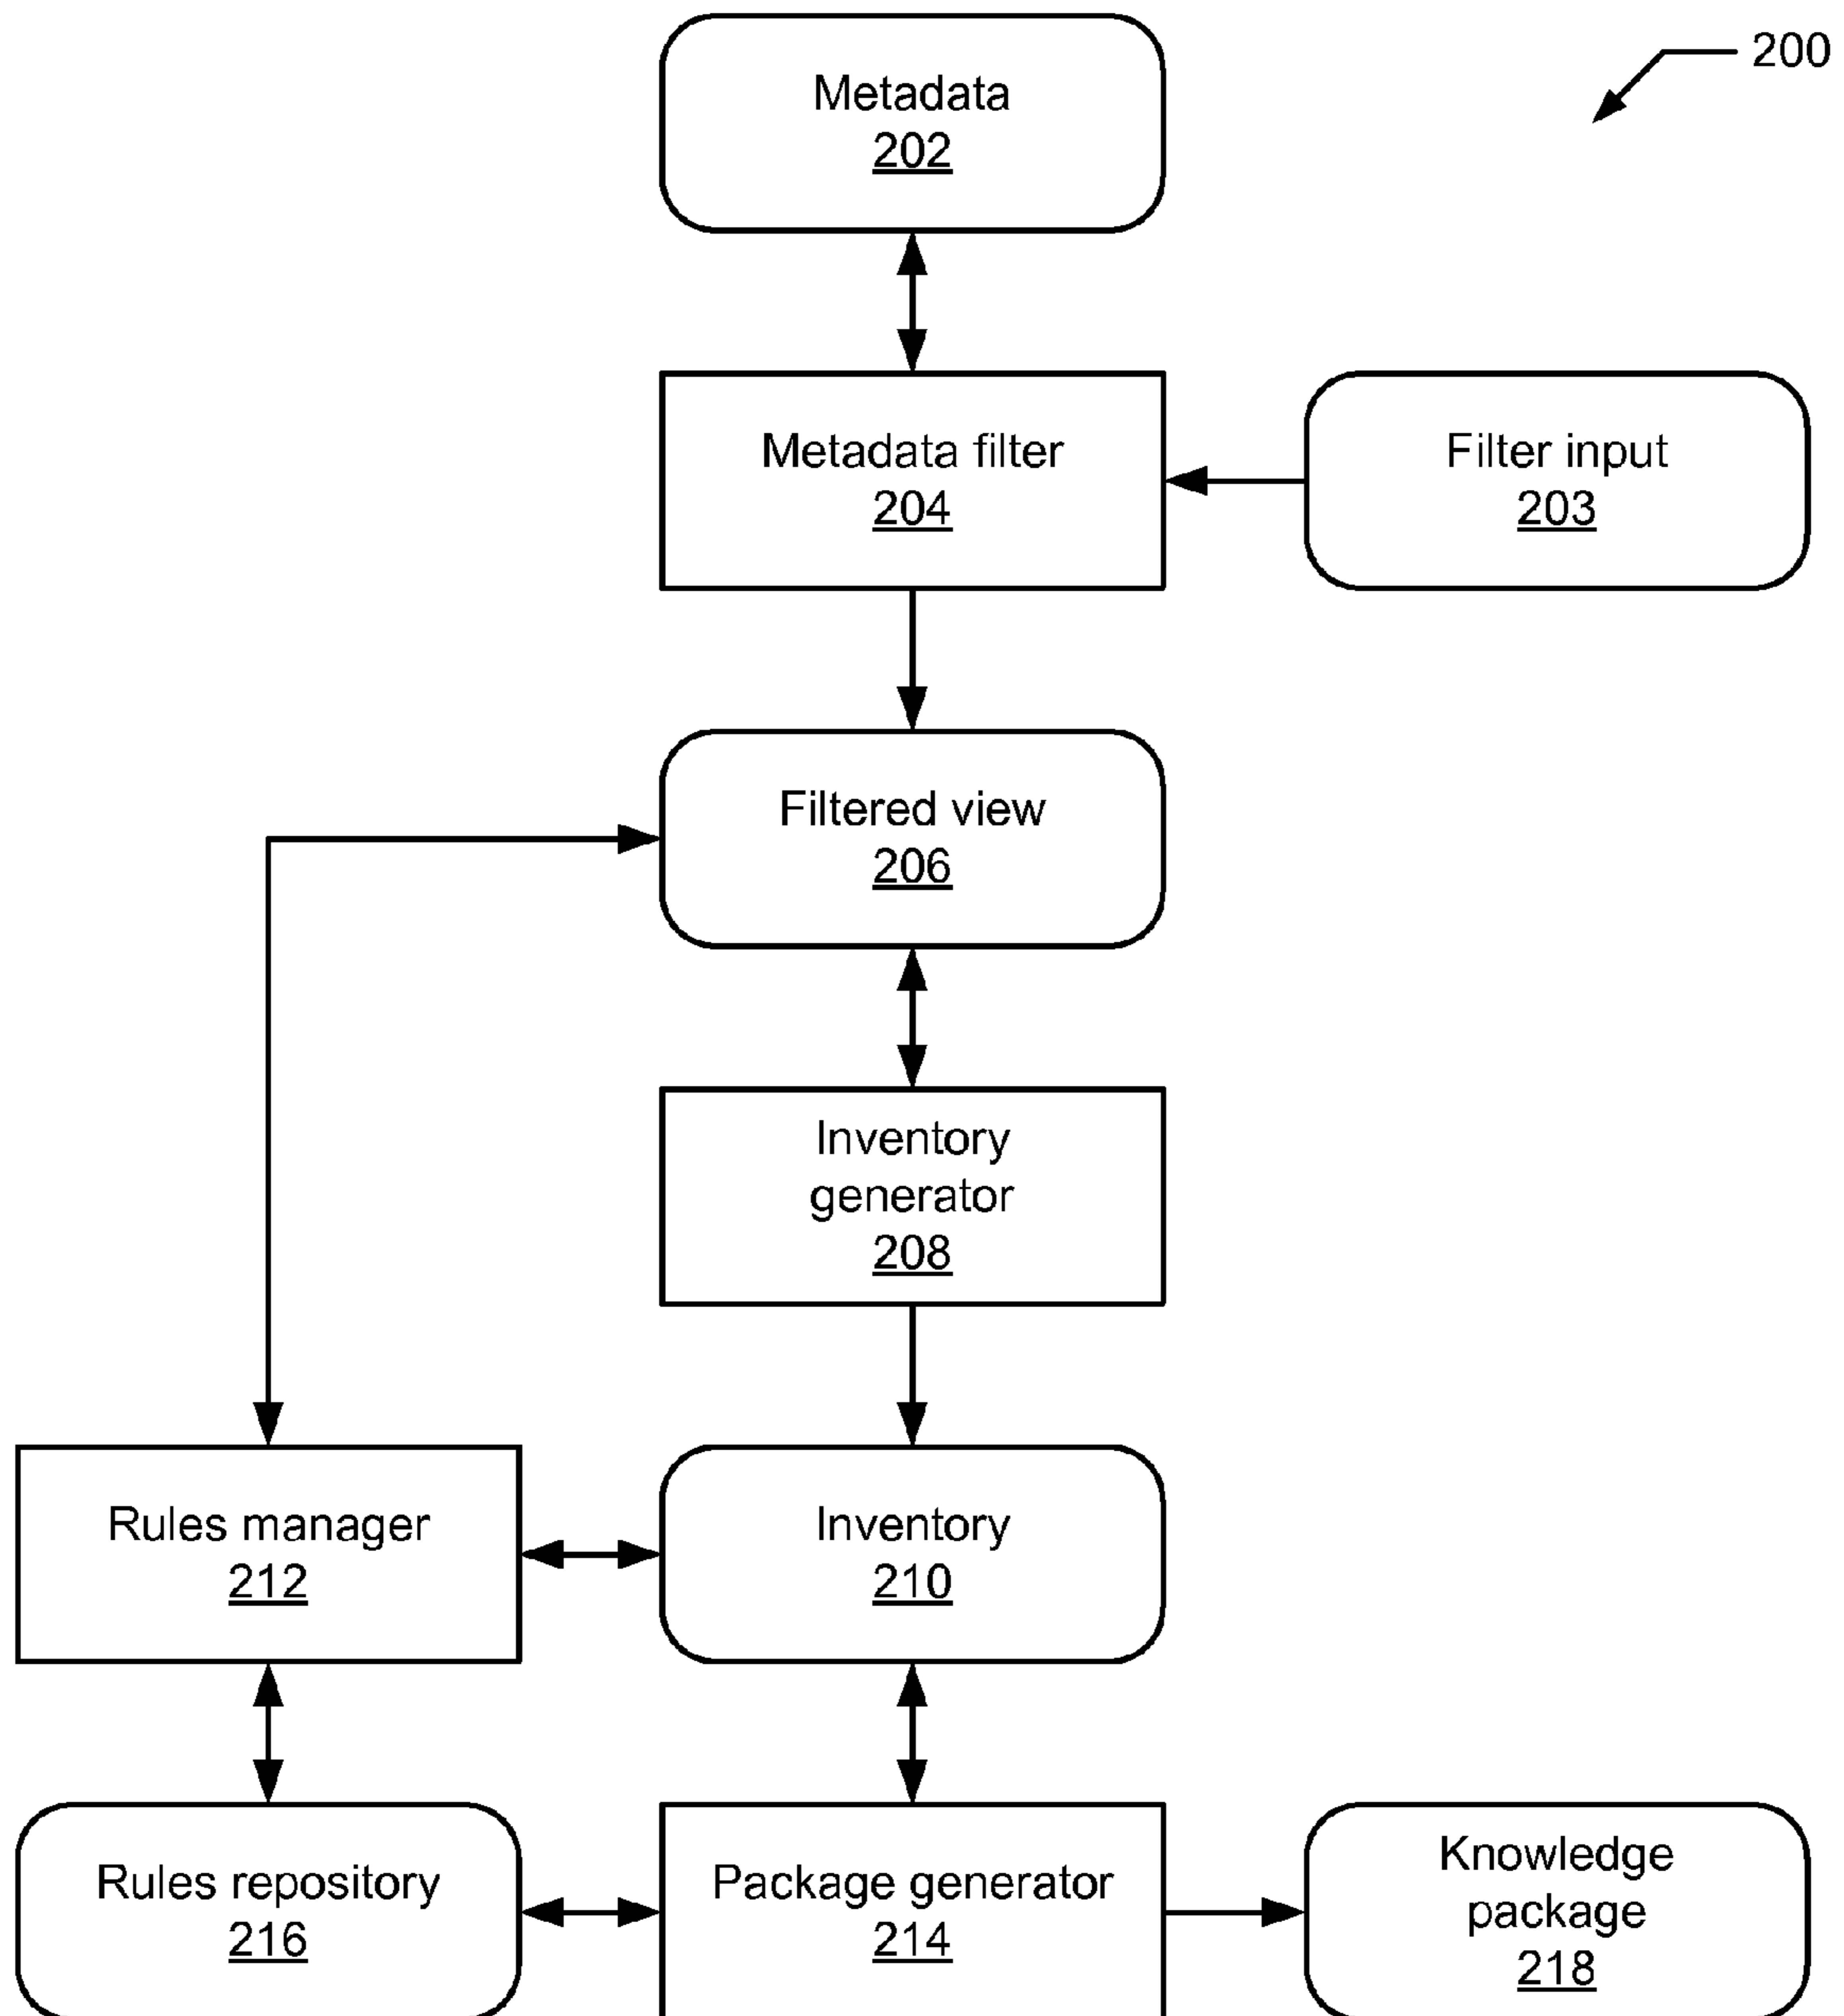 200
Metadata
202
Metadata filter
204
Filter input
203
Filtered view
206
Inventory
generator
208
Rules manager
212
Inventory
210
Rules repository
216
Package generator
214
Knowledge
package
218